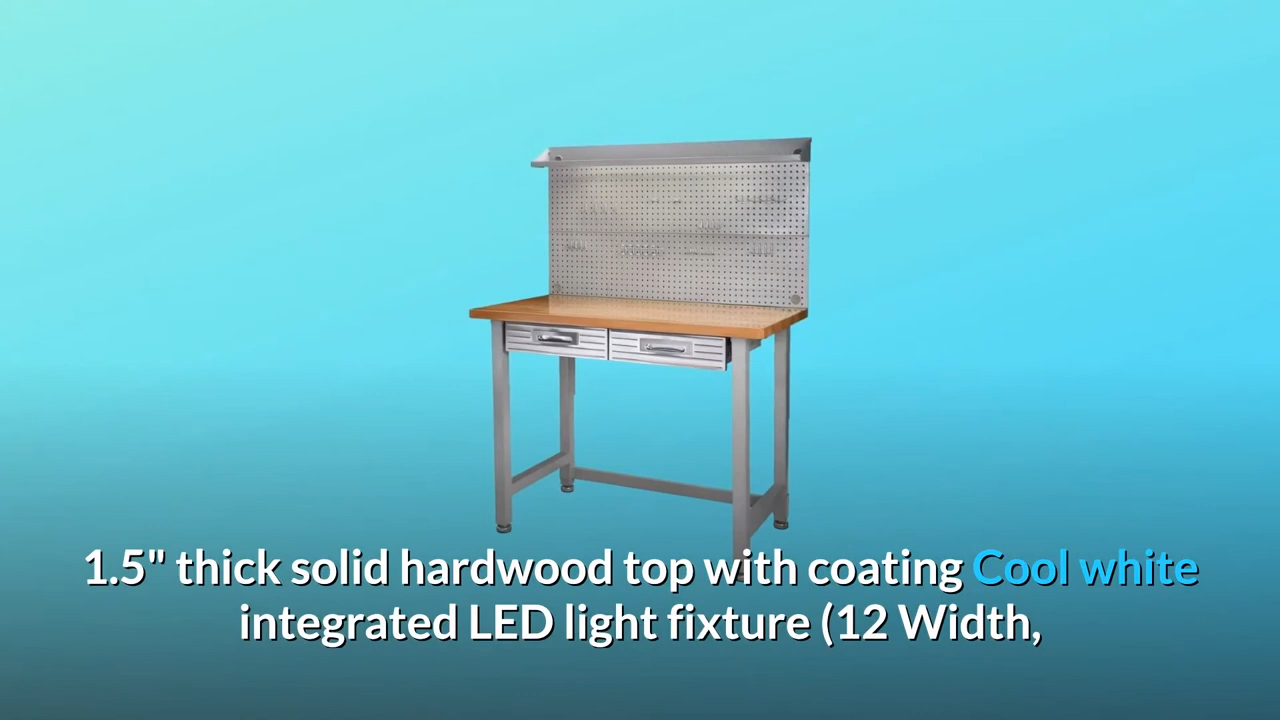 1.5" thick solid hardwood top with coating Cool white
integrated LED light fixture (12 Width,